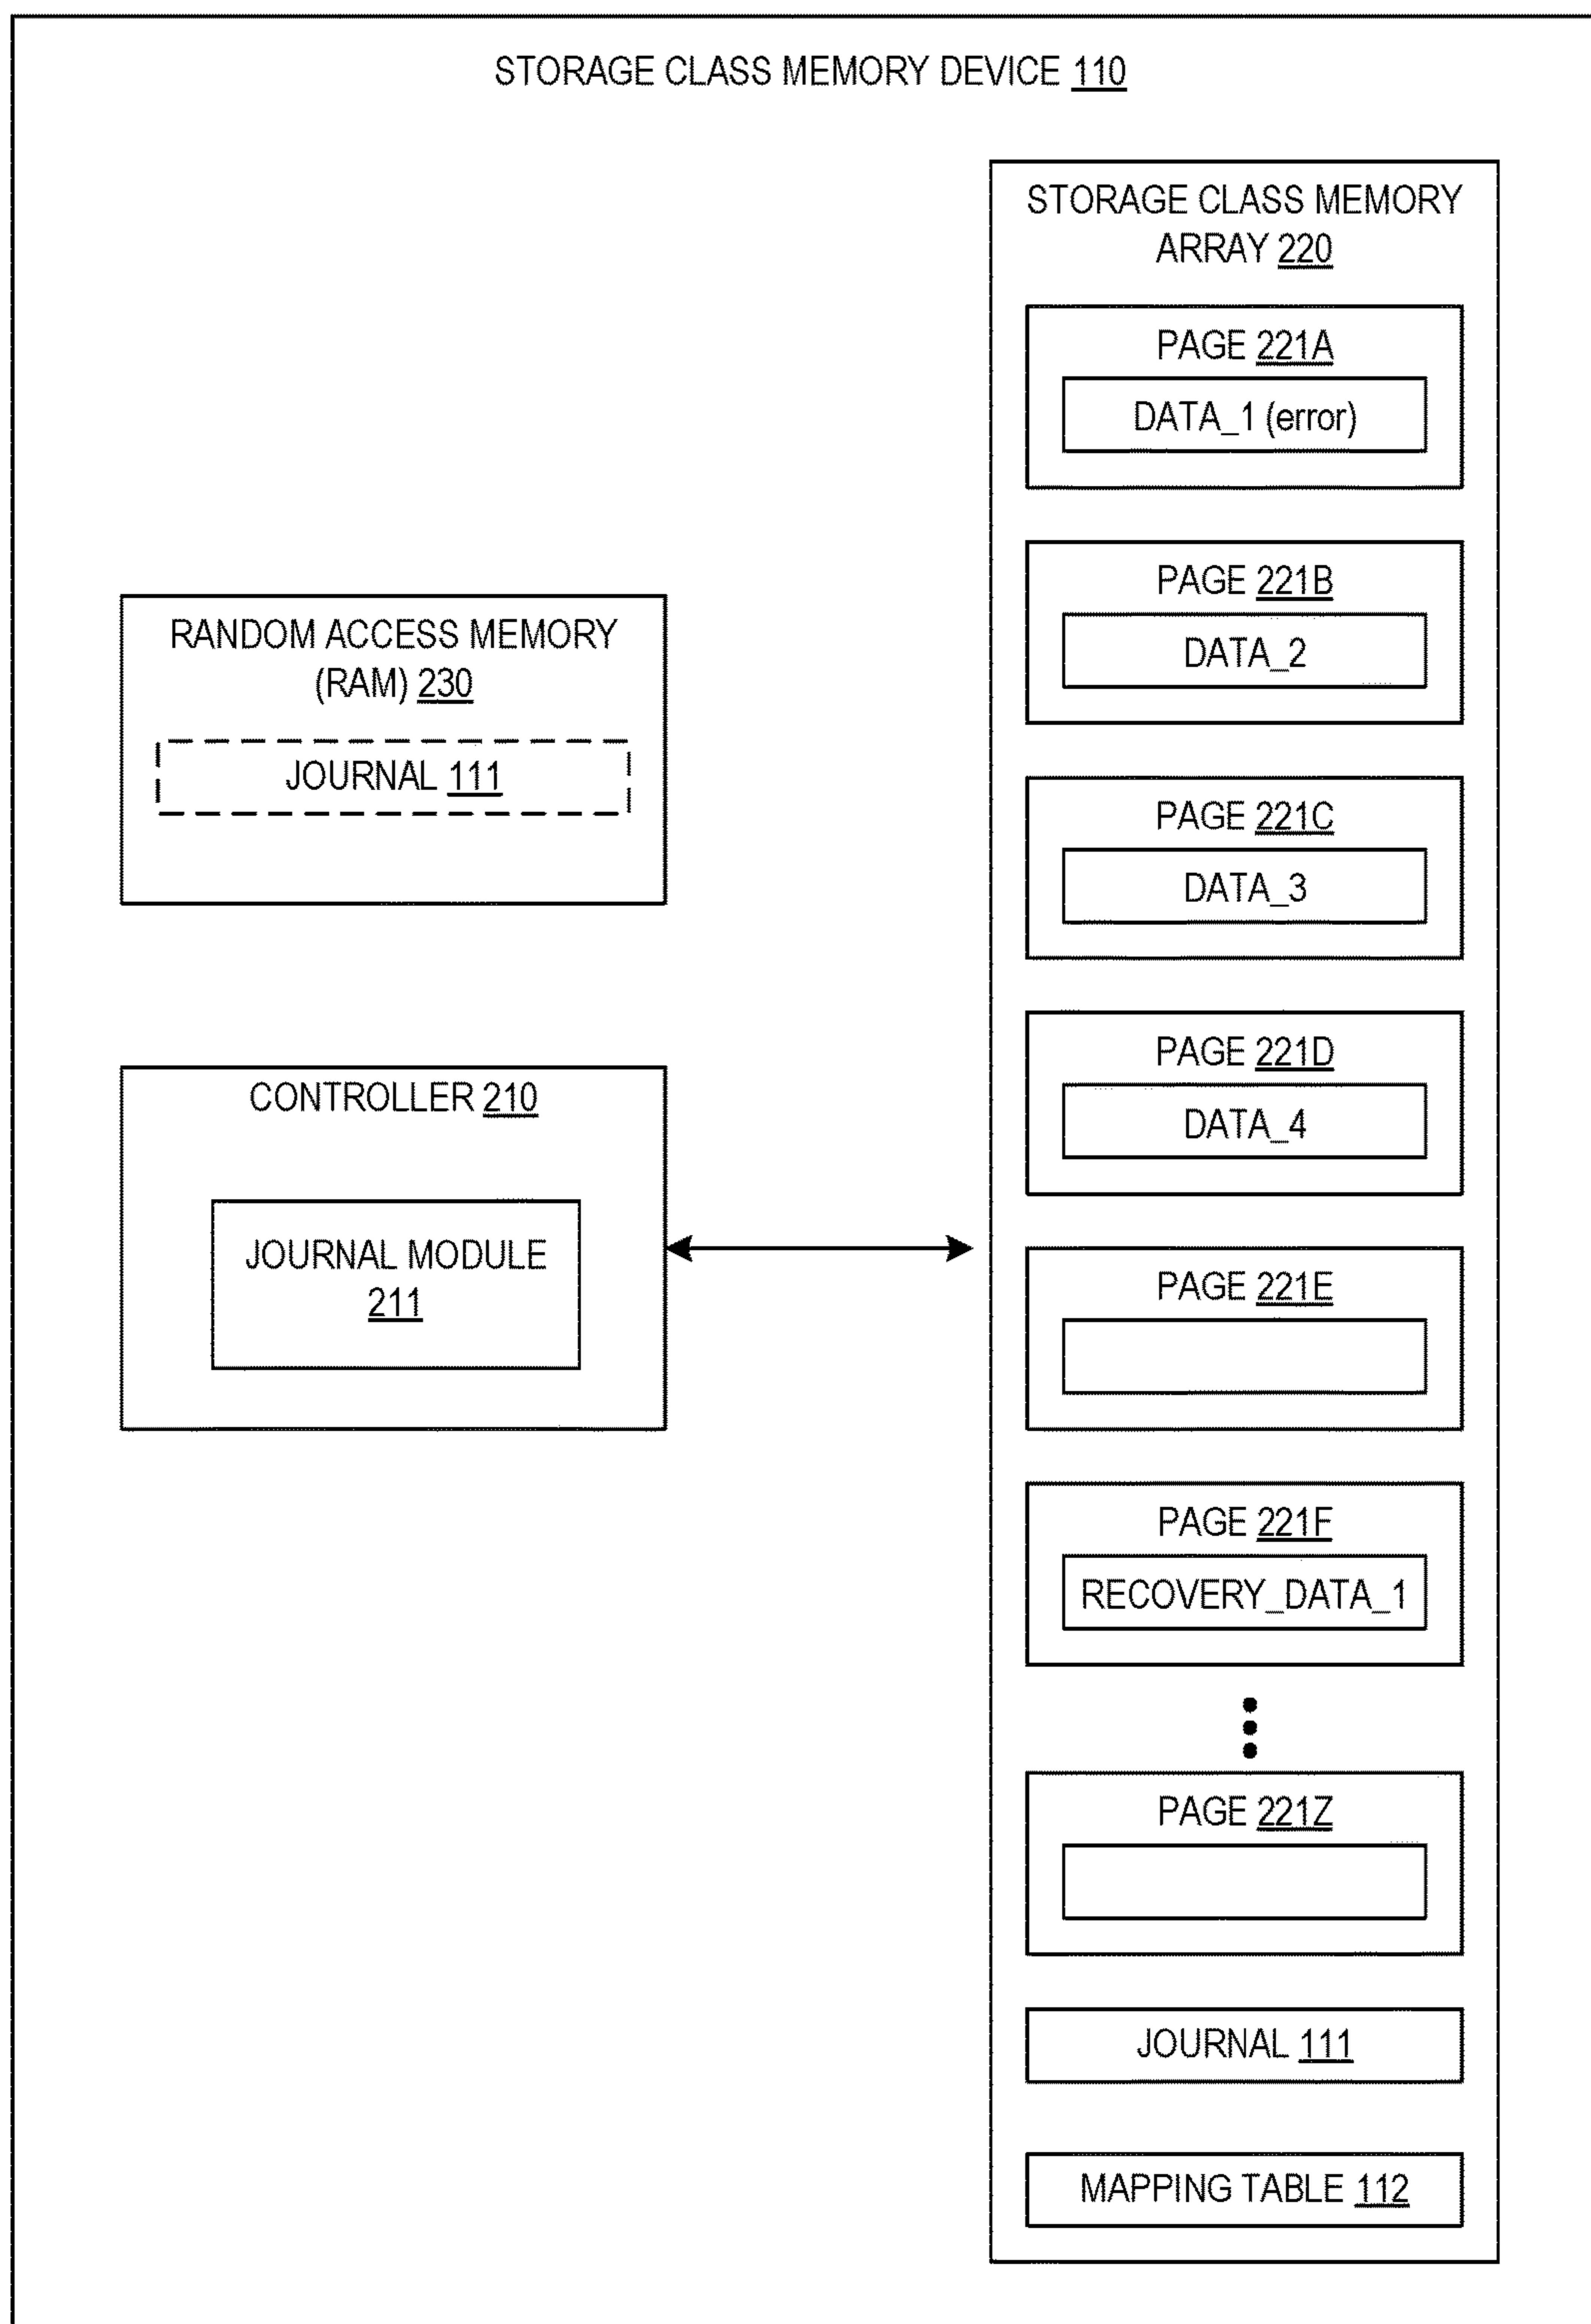 STORAGE CLASS MEMORY DEVICE 110
RANDOM ACCESS MEMORY
(RAM) 230
JOURNAL 111
CONTROLLER 210
JOURNAL MODULE
211
STORAGE CLASS MEMORY
ARRAY 220
PAGE 221A
DATA_1 (error)
PAGE 221B
DATA_2
PAGE 221C
DATA_3
PAGE 221D
DATA_4
PAGE 221E
PAGE 221F
RECOVERY_DATA_1
PAGE 221Z
JOURNAL 111
MAPPING TABLE 112